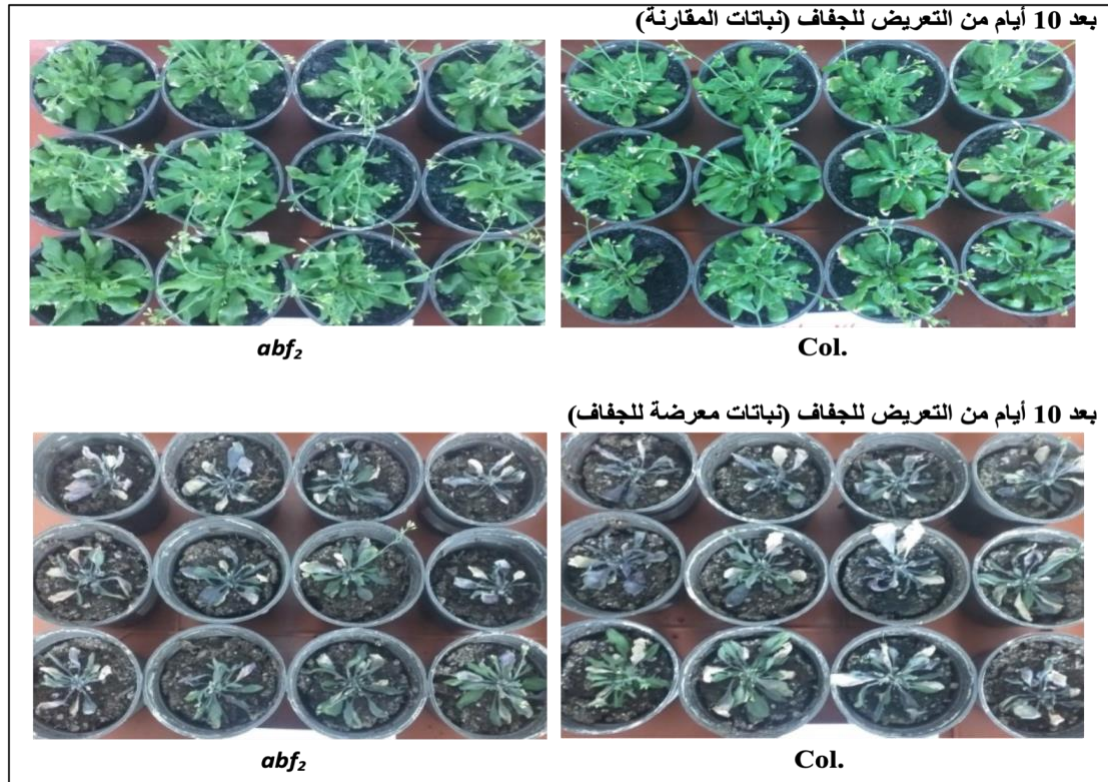 بعد 10 أيام من التعريض للجفاف (نباتات المقارنة)
abf₂
Col.
بعد 10 أيام من التعريض للجفاف (نباتات معرضة للجفاف)
abf₂
Col.